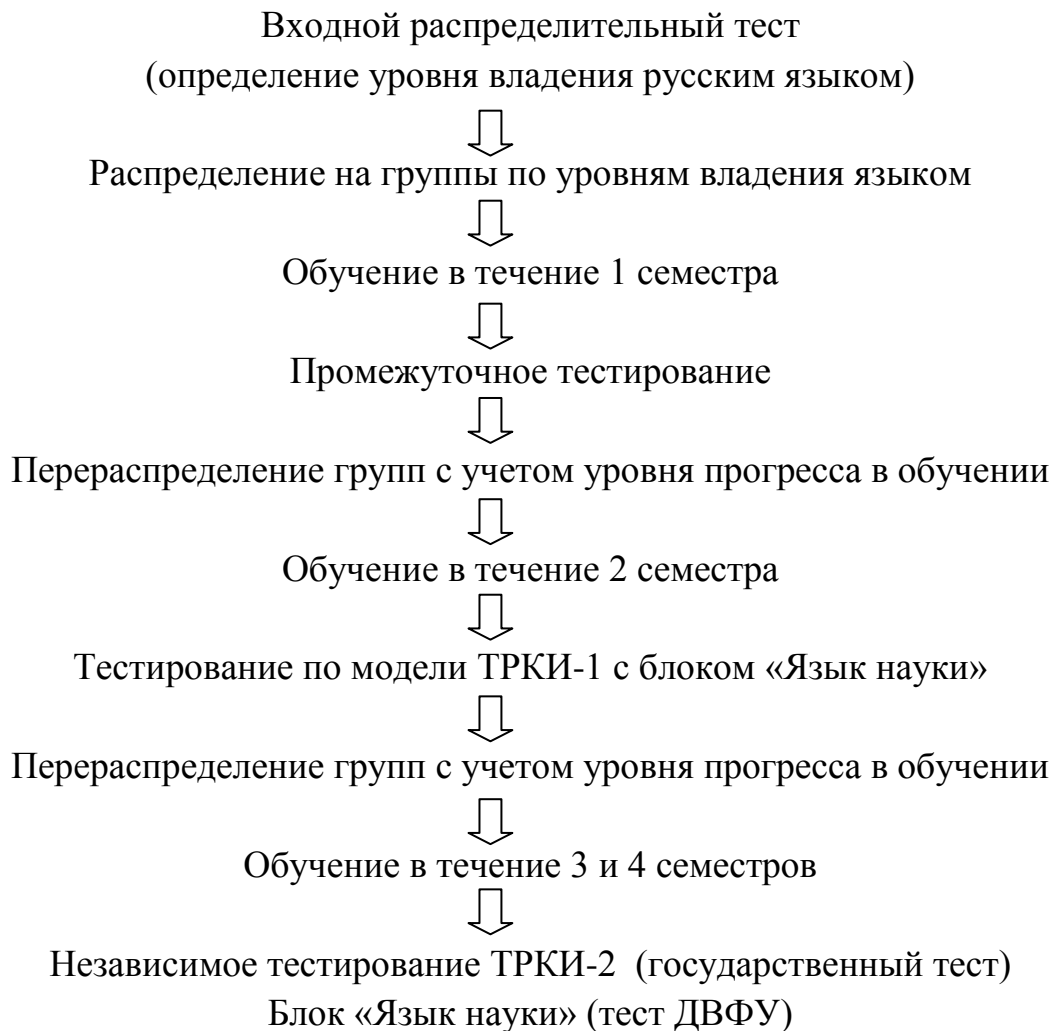 Входной распределительный тест
(определение уровня владения русским языком)
Распределение на группы по уровням владения языком
Обучение в течение 1 семестра
Промежуточное тестирование
Перераспределение групп с учетом уровня прогресса в обучении
Обучение в течение 2 семестра
Тестирование по модели ТРКИ-1 с блоком «Язык науки»
Перераспределение групп с учетом уровня прогресса в обучении
Обучение в течение 3 и 4 семестров
Независимое тестирование ТРКИ-2 (государственный тест)
Блок «Язык науки» (тест ДВФУ)